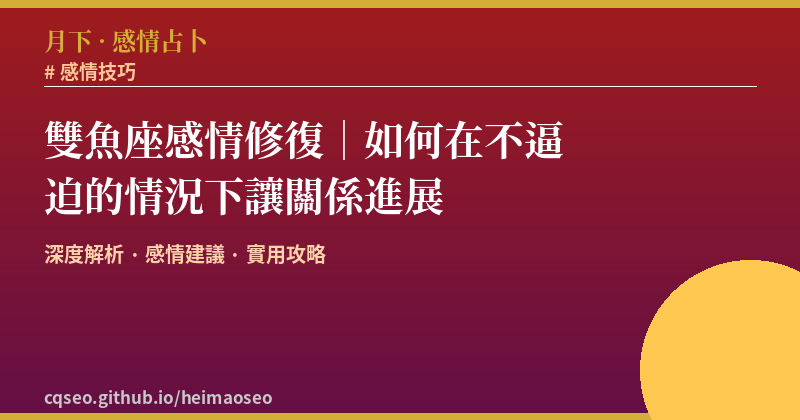 月下 · 感情占卜
# 感情技巧
雙魚座感情修復｜如何在不逼
迫的情況下讓關係進展
深度解析 · 感情建議 · 實用攻略
cqseo.github.io/heimaoseo